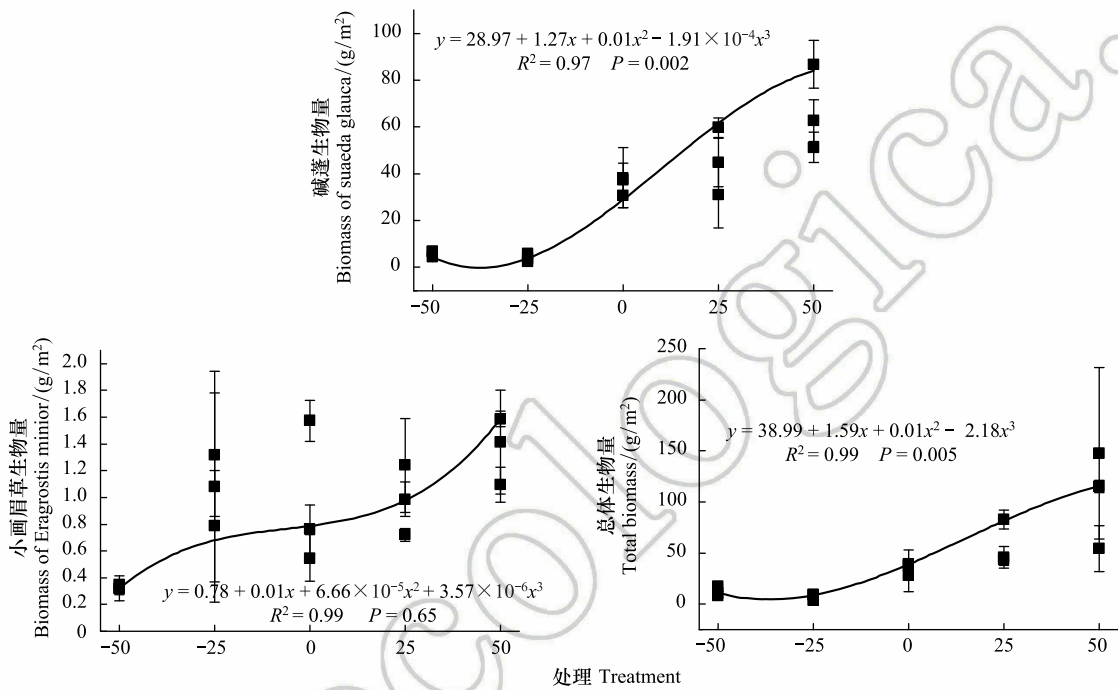 碱蓬生物量
Biomass of suaeda glauca/(g/m²)
100
80
60
40
20
0
y = 28.97 + 1.27x + 0.01x² − 1.91 × 10⁻⁴x³
R² = 0.97 P = 0.002
−50 −25 0 25 50
小画眉草生物量
Biomass of Eragrostis minior/(g/m²)
2.0
1.8
1.6
1.4
1.2
1.0
0.8
0.6
0.4
0.2
0
y = 0.78 + 0.01x + 6.66 × 10⁻⁵x² + 3.57 × 10⁻⁶x³
R² = 0.99 P = 0.65
−50 −25 0 25 50
总体生物量
Total biomass/(g/m²)
250
200
150
100
50
0
y = 38.99 + 1.59x + 0.01x² − 2.18x³
R² = 0.99 P = 0.005
−50 −25 0 25 50
处理 Treatment
cologica.